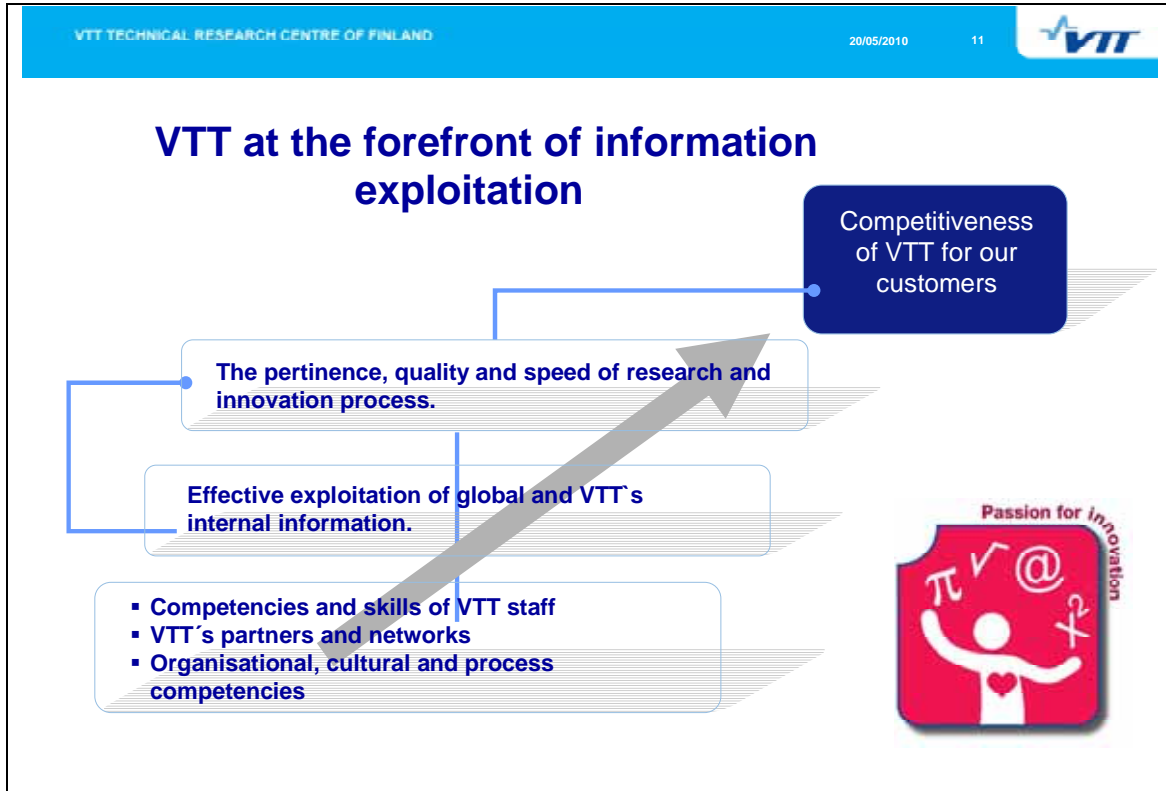 VTT TECHNICAL RESEARCH CENTRE OF FINLAND
20/05/2010
11
VTT
VTT at the forefront of information
exploitation
Competitiveness
of VTT for our
customers
The pertinence, quality and speed of research and
innovation process.
Effective exploitation of global and VTT`s
internal information.
▪ Competencies and skills of VTT staff
▪ VTT´s partners and networks
▪ Organisational, cultural and process
competencies
Passion for innovation
π √ @ x²